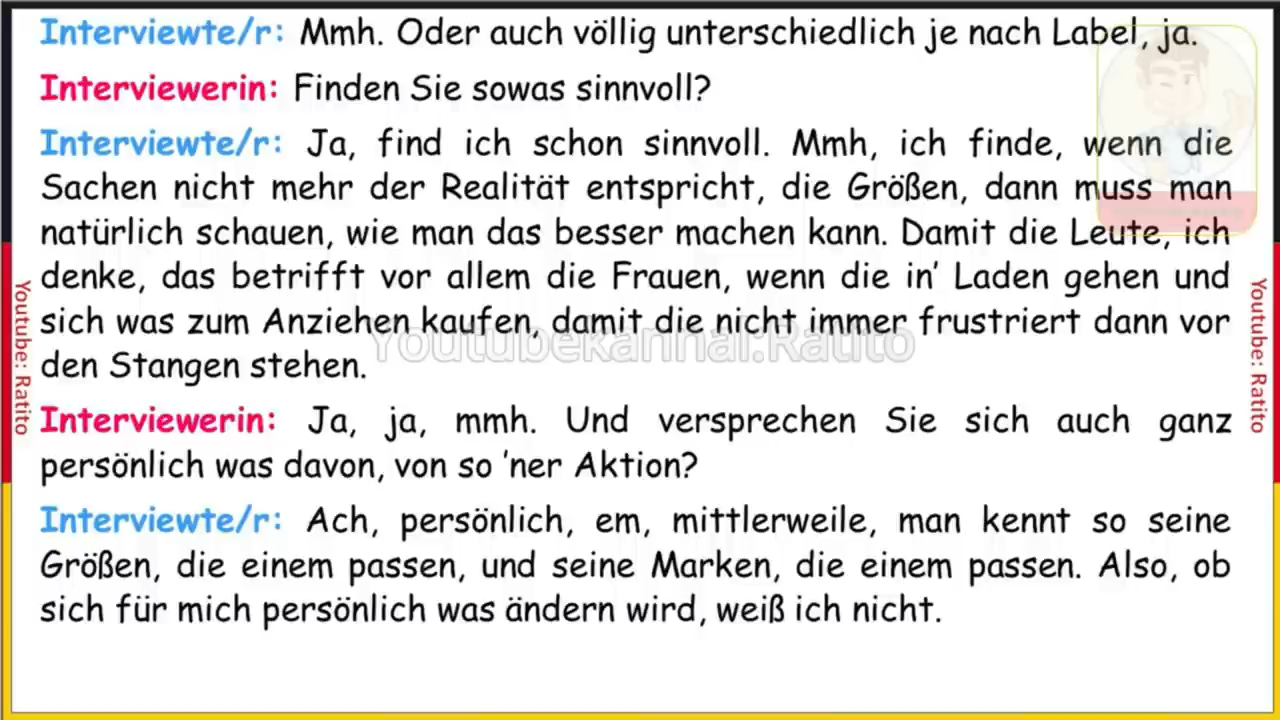 Interviewte/r: Mmh. Oder auch völlig unterschiedlich je nach Label, ja.
Interviewerin: Finden Sie sowas sinnvoll?
Interviewte/r: Ja, find ich schon sinnvoll. Mmh, ich finde, wenn die
Sachen nicht mehr der Realität entspricht, die Größen, dann muss man
natürlich schauen, wie man das besser machen kann. Damit die Leute, ich
denke, das betrifft vor allem die Frauen, wenn die in’ Laden gehen und
sich was zum Anziehen kaufen, damit die nicht immer frustriert dann vor
den Stangen stehen.
Interviewerin: Ja, ja, mmh. Und versprechen Sie sich auch ganz
persönlich was davon, von so ’ner Aktion?
Interviewte/r: Ach, persönlich, em, mittlerweile, man kennt so seine
Größen, die einem passen, und seine Marken, die einem passen. Also, ob
sich für mich persönlich was ändern wird, weiß ich nicht.
Youtube: Ratito
Youtube: Ratito
Youtubekannal:Ratito